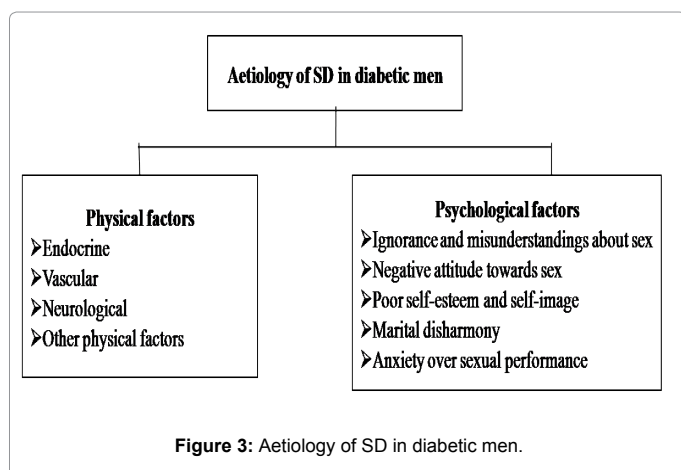 Aetiology of SD in diabetic men
Physical factors
➢Endocrine
➢Vascular
➢Neurological
➢Other physical factors
Psychological factors
➢Ignorance and misunderstandings about sex
➢Negative attitude towards sex
➢Poor self-esteem and self-image
➢Marital disharmony
➢Anxiety over sexual performance
Figure 3: Aetiology of SD in diabetic men.